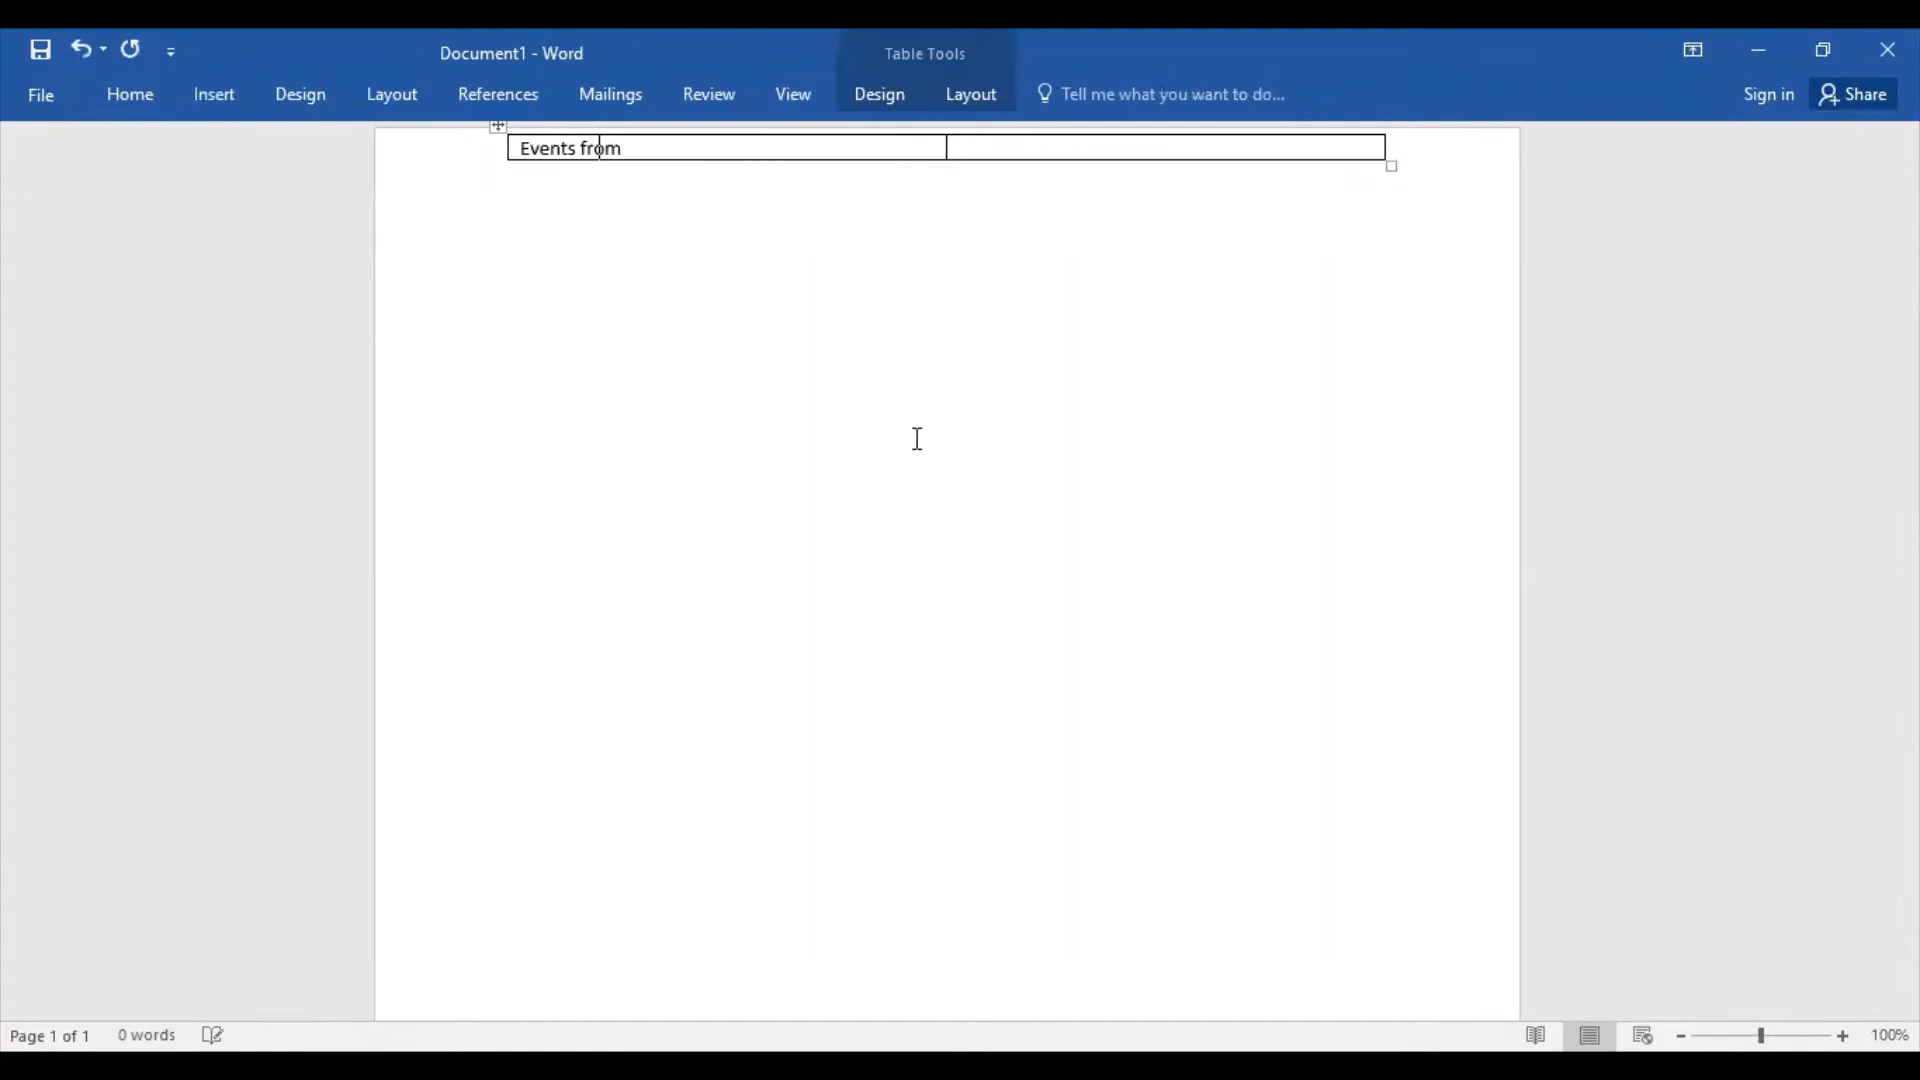 Document1 - Word
Table Tools
File Home Insert Design Layout References Mailings Review View Design Layout Tell me what you want to do... Sign in Share
Events from
Page 1 of 1 0 words 100%